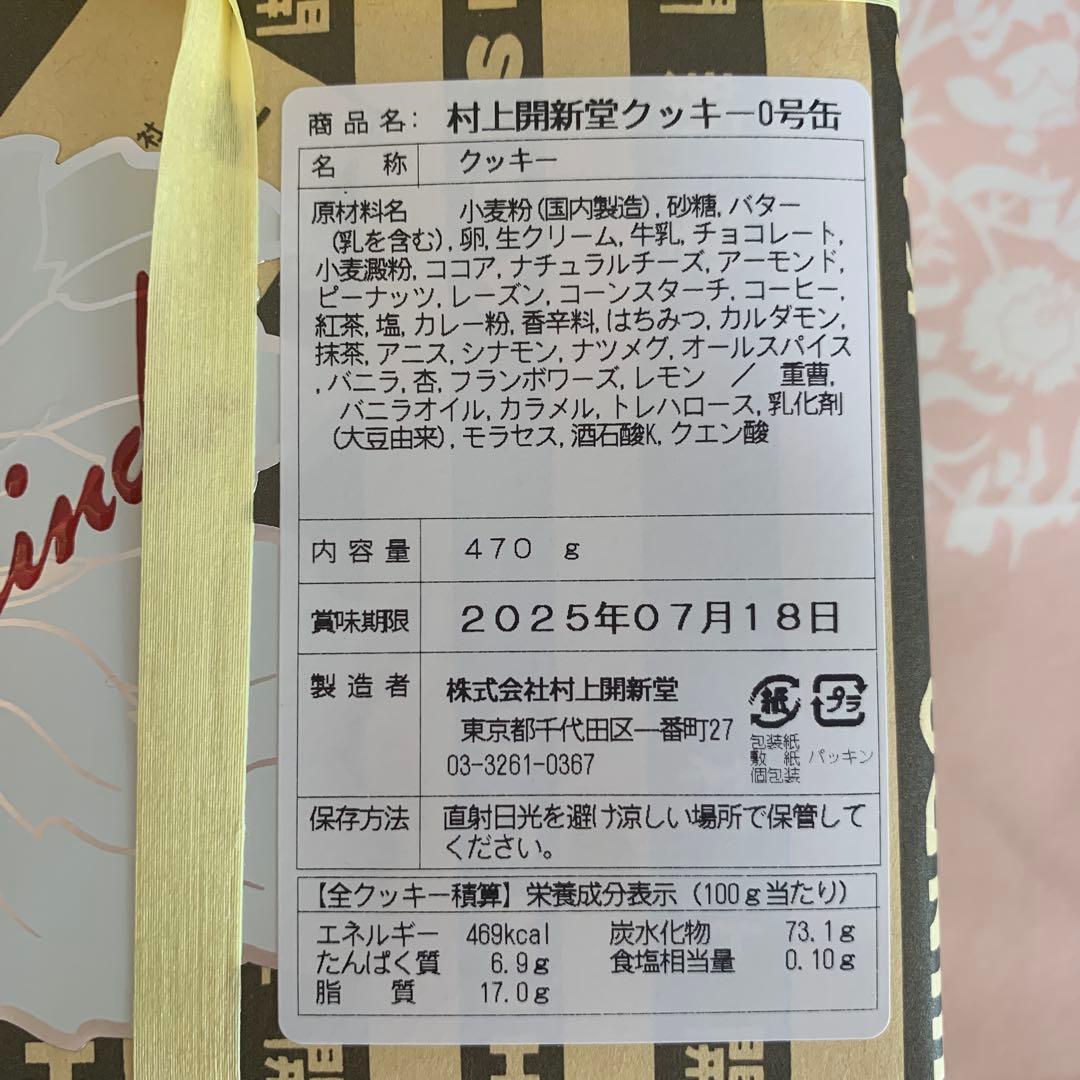 商品名: 村上開新堂クッキー0号缶
名 称 クッキー
原材料名 小麦粉(国内製造),砂糖,バター
(乳を含む),卵,生クリーム,牛乳,チョコレート,
小麦澱粉,ココア,ナチュラルチーズ,アーモンド,
ピーナッツ,レーズン,コーンスターチ,コーヒー,
紅茶,塩,カレー粉,香辛料,はちみつ,カルダモン,
抹茶,アニス,シナモン,ナツメグ,オールスパイス
,バニラ,杏,フランボワーズ,レモン / 重曹,
バニラオイル,カラメル,トレハロース,乳化剤
(大豆由来),モラセス,酒石酸K,クエン酸
内容量 470 g
賞味期限 2025年07月18日
製造者 株式会社村上開新堂
東京都千代田区一番町27
03-3261-0367
紙 プラ
包装紙
敷 紙 パッキン
個包装
保存方法 直射日光を避け涼しい場所で保管して
ください。
【全クッキー積算】栄養成分表示(100g当たり)
エネルギー 469kcal 炭水化物 73.1g
たんぱく質 6.9g 食塩相当量 0.10g
脂 質 17.0g
社
開